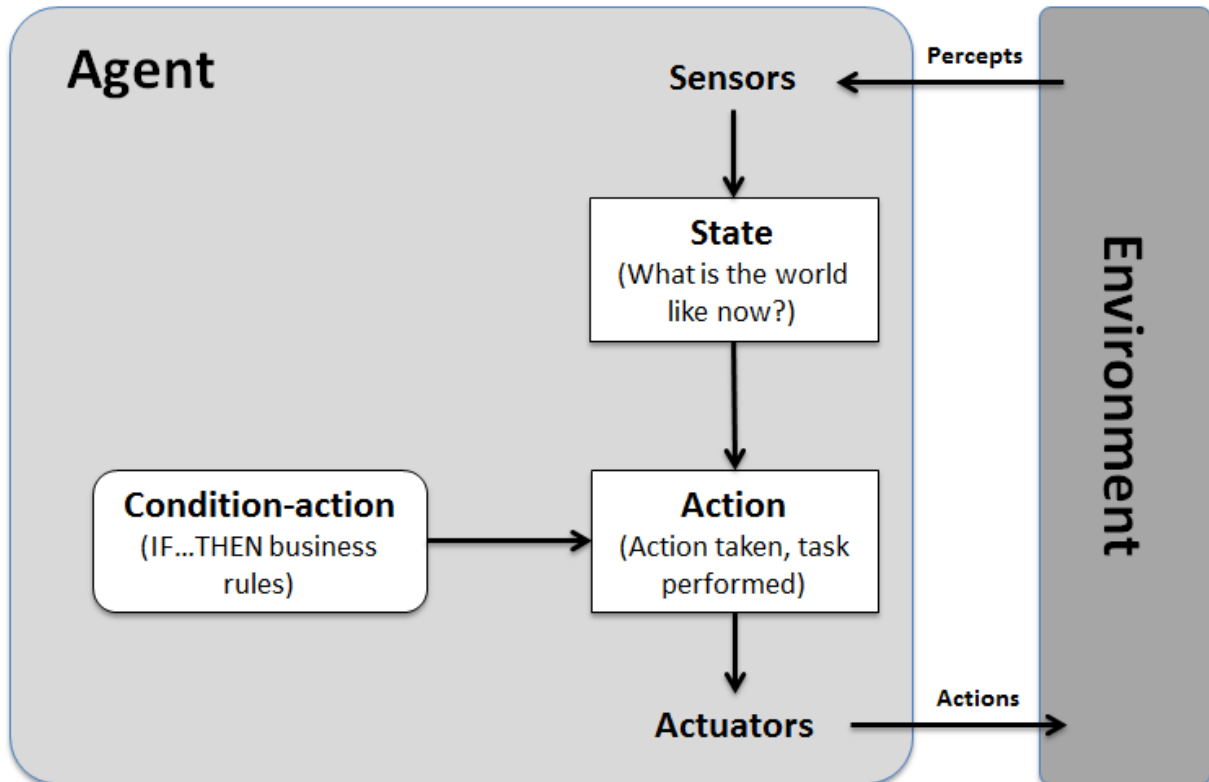 Agent
Sensors
Percepts
State
(What is the world
like now?)
Environment
Condition-action
(IF...THEN business
rules)
Action
(Action taken, task
performed)
Actuators
Actions